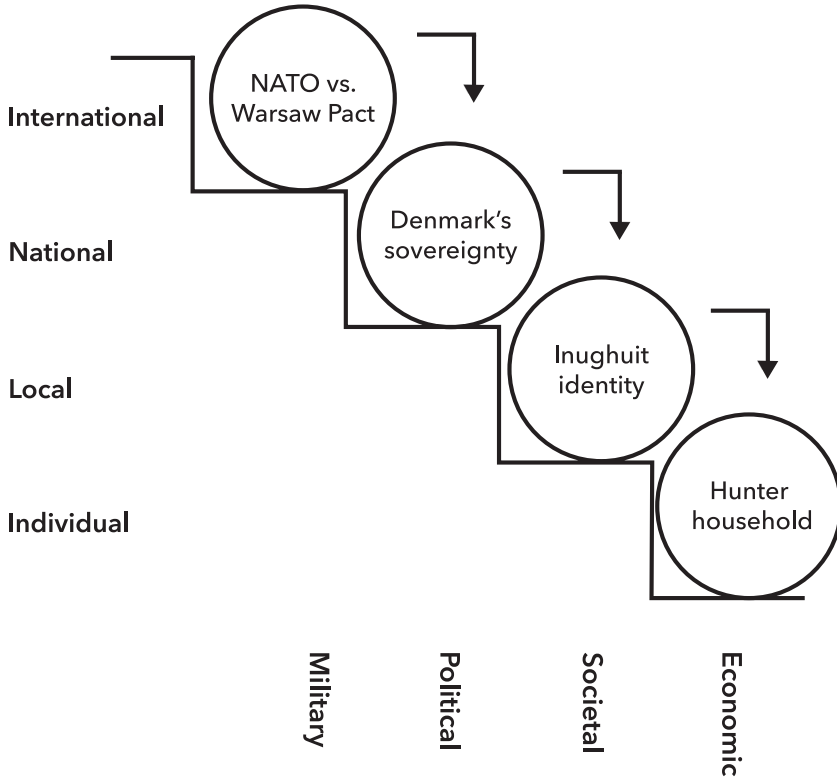 NATO vs.
Warsaw Pact
International
Denmark's
sovereignty
National
Inughuit
identity
Local
Hunter
household
Individual
Military
Political
Societal
Economic